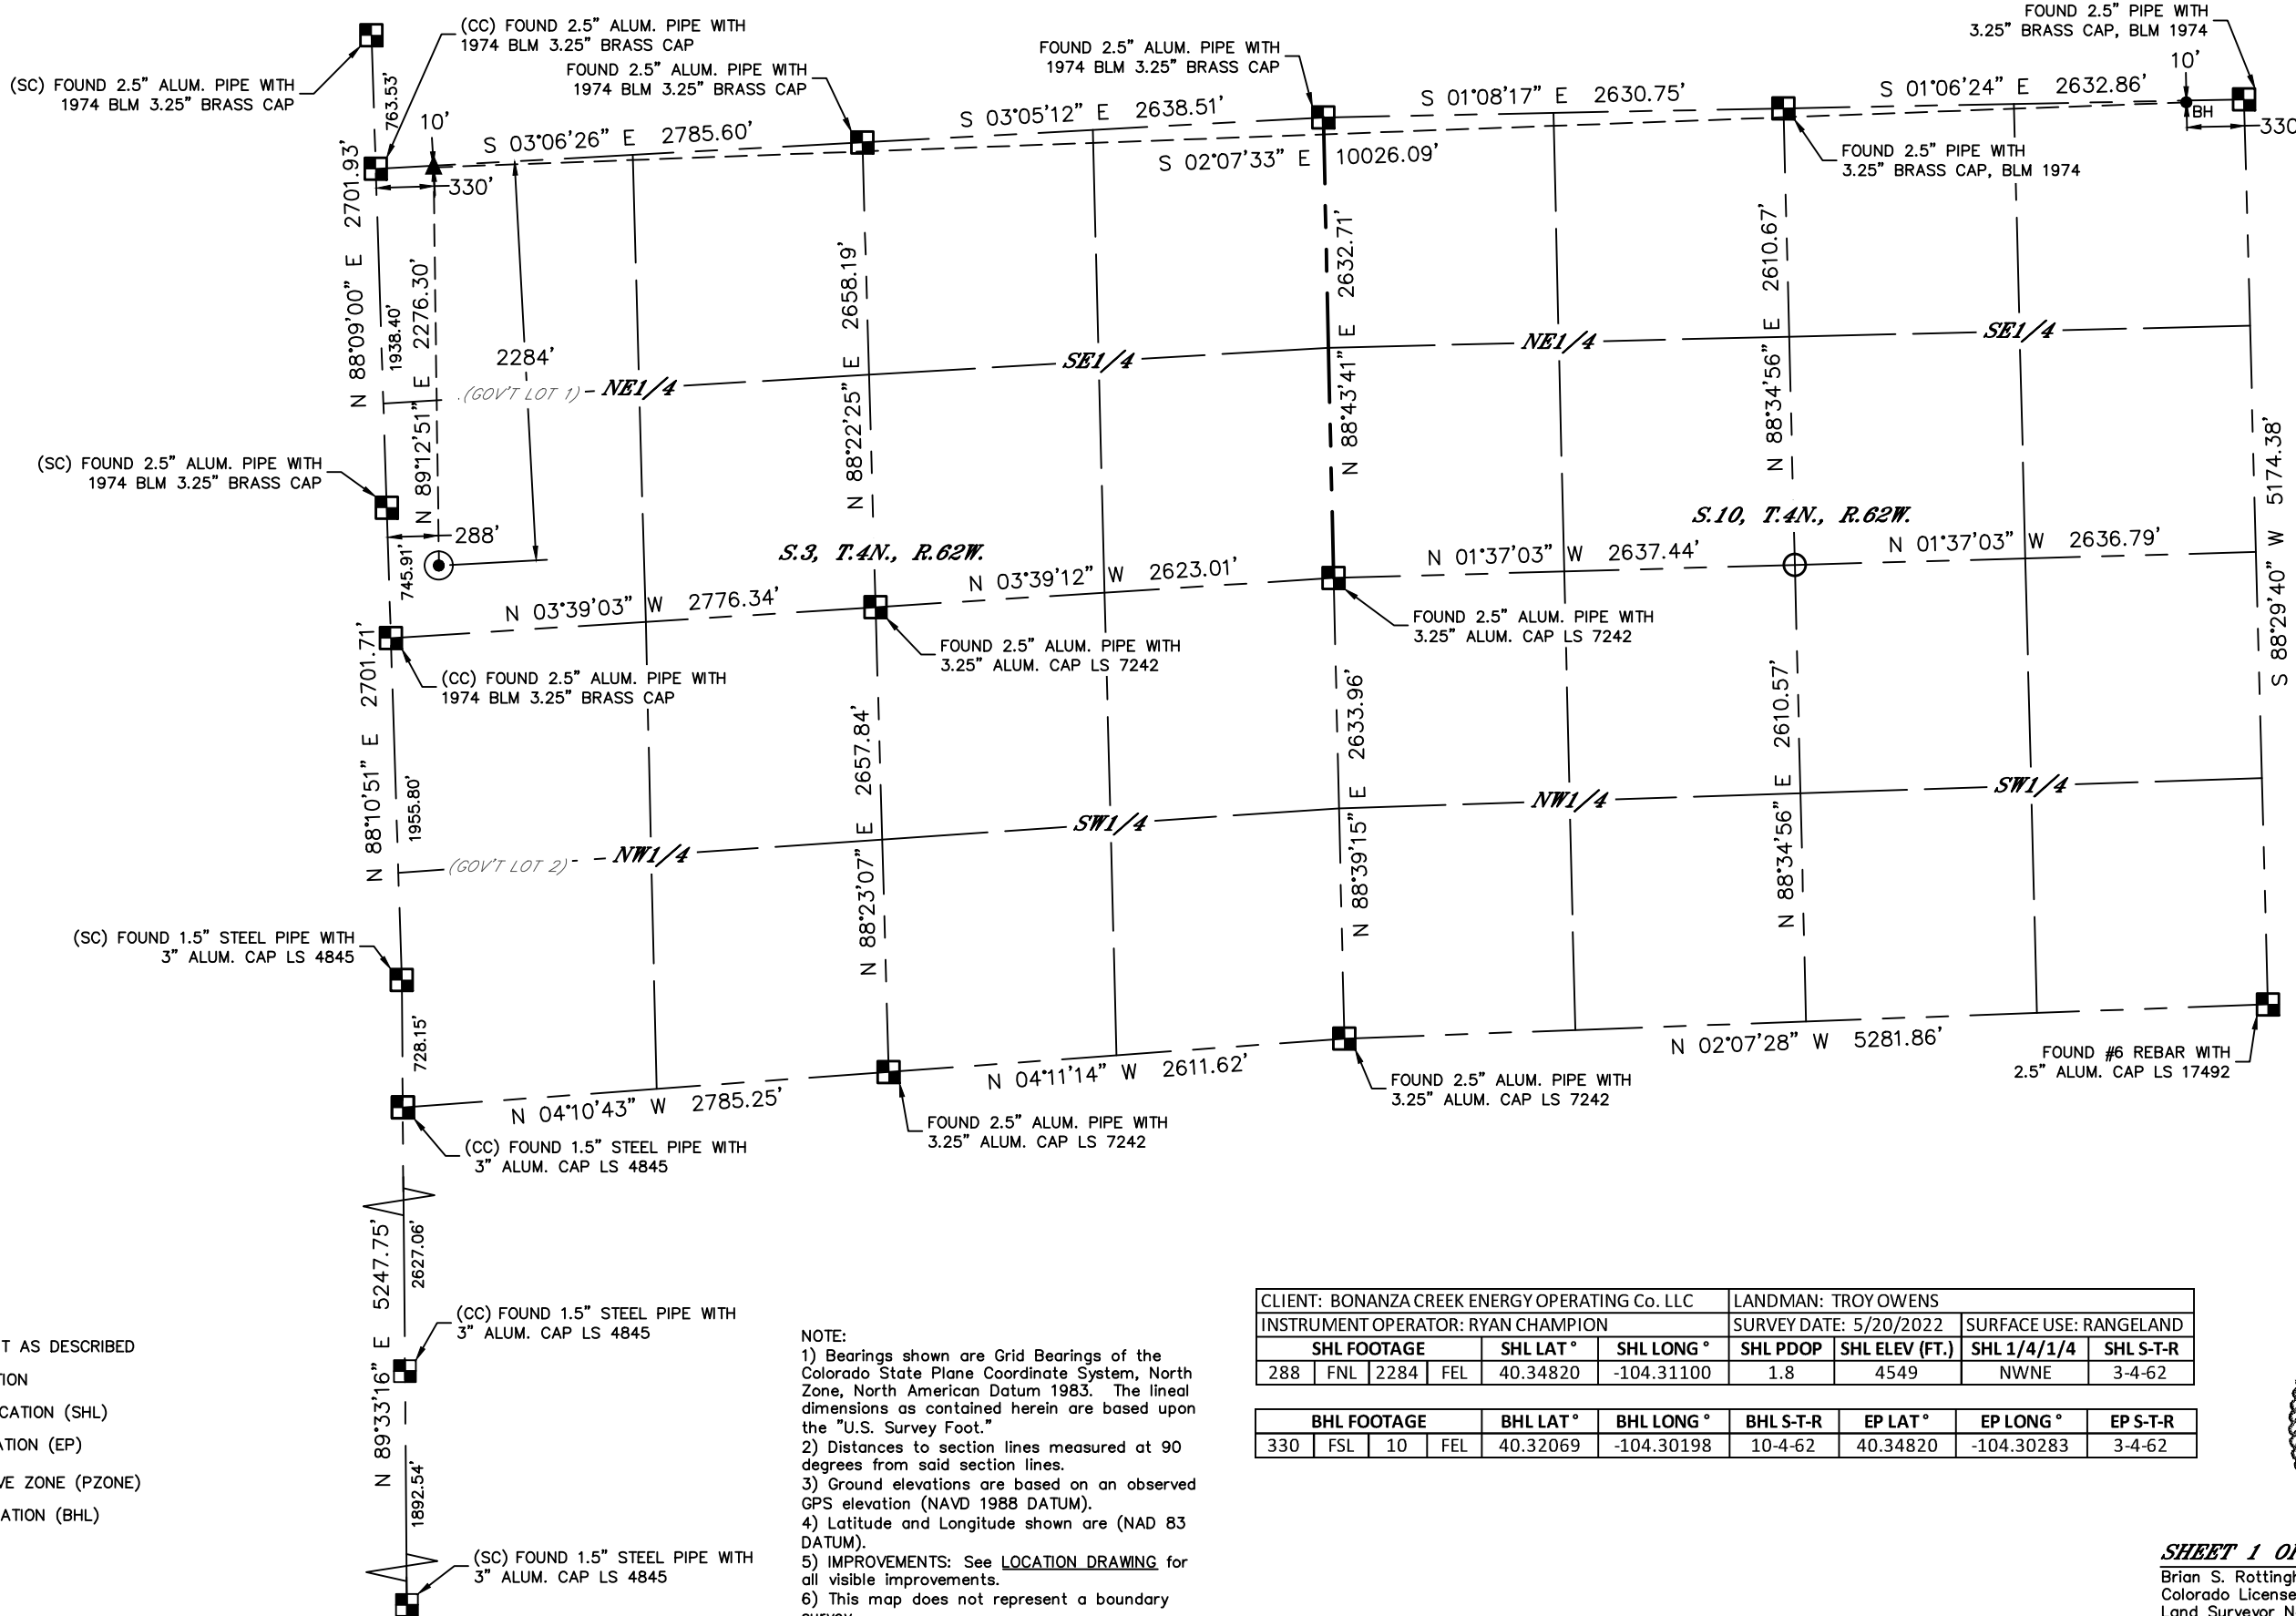 (SC) FOUND 2.5" ALUM. PIPE WITH
1974 BLM 3.25" BRASS CAP
(CC) FOUND 2.5" ALUM. PIPE WITH
1974 BLM 3.25" BRASS CAP
FOUND 2.5" ALUM. PIPE WITH
1974 BLM 3.25" BRASS CAP
FOUND 2.5" ALUM. PIPE WITH
1974 BLM 3.25" BRASS CAP
FOUND 2.5" PIPE WITH
3.25" BRASS CAP, BLM 1974
10'
BH
330
763.53'
10'
S 03°06'26" E 2785.60'
S 03°05'12" E 2638.51'
S 01°08'17" E 2630.75'
S 01°06'24" E 2632.86'
S 02°07'33" E 10026.09'
FOUND 2.5" PIPE WITH
3.25" BRASS CAP, BLM 1974
330'
N 88°09'00" E 2701.93'
1938.40'
N 89°12'51" E 2276.30'
2284'
N 88°22'25" E 2658.19'
N 88°43'41" E 2632.71'
N 88°34'56" E 2610.67'
(GOV'T LOT 1)
NE1/4
SE1/4
NE1/4
SE1/4
(SC) FOUND 2.5" ALUM. PIPE WITH
1974 BLM 3.25" BRASS CAP
288'
745.91'
S.3, T.4N., R.62W.
S.10, T.4N., R.62W.
S 88°29'40" W 5174.38'
N 03°39'03" W 2776.34'
N 03°39'12" W 2623.01'
N 01°37'03" W 2637.44'
N 01°37'03" W 2636.79'
(CC) FOUND 2.5" ALUM. PIPE WITH
1974 BLM 3.25" BRASS CAP
FOUND 2.5" ALUM. PIPE WITH
3.25" ALUM. CAP LS 7242
FOUND 2.5" ALUM. PIPE WITH
3.25" ALUM. CAP LS 7242
N 88°10'51" E 2701.71'
1955.80'
N 88°23'07" E 2657.84'
N 88°39'15" E 2633.96'
N 88°34'56" E 2610.57'
(GOV'T LOT 2)
NW1/4
SW1/4
NW1/4
SW1/4
(SC) FOUND 1.5" STEEL PIPE WITH
3" ALUM. CAP LS 4845
728.15'
N 04°10'43" W 2785.25'
N 04°11'14" W 2611.62'
N 02°07'28" W 5281.86'
(CC) FOUND 1.5" STEEL PIPE WITH
3" ALUM. CAP LS 4845
FOUND 2.5" ALUM. PIPE WITH
3.25" ALUM. CAP LS 7242
FOUND 2.5" ALUM. PIPE WITH
3.25" ALUM. CAP LS 7242
FOUND #6 REBAR WITH
2.5" ALUM. CAP LS 17492
N 89°33'16" E 5247.75'
2627.06'
(CC) FOUND 1.5" STEEL PIPE WITH
3" ALUM. CAP LS 4845
1892.54'
(SC) FOUND 1.5" STEEL PIPE WITH
3" ALUM. CAP LS 4845
T AS DESCRIBED
TION
CATION (SHL)
ATION (EP)
VE ZONE (PZONE)
ATION (BHL)
NOTE:
1) Bearings shown are Grid Bearings of the
Colorado State Plane Coordinate System, North
Zone, North American Datum 1983. The lineal
dimensions as contained herein are based upon
the "U.S. Survey Foot."
2) Distances to section lines measured at 90
degrees from said section lines.
3) Ground elevations are based on an observed
GPS elevation (NAVD 1988 DATUM).
4) Latitude and Longitude shown are (NAD 83
DATUM).
5) IMPROVEMENTS: See LOCATION DRAWING for
all visible improvements.
6) This map does not represent a boundary
CLIENT: BONANZA CREEK ENERGY OPERATING Co. LLC LANDMAN: TROY OWENS
INSTRUMENT OPERATOR: RYAN CHAMPION SURVEY DATE: 5/20/2022 SURFACE USE: RANGELAND
SHL FOOTAGE SHL LAT ° SHL LONG ° SHL PDOP SHL ELEV (FT.) SHL 1/4/1/4 SHL S-T-R
288 FNL 2284 FEL 40.34820 -104.31100 1.8 4549 NWNE 3-4-62
BHL FOOTAGE BHL LAT ° BHL LONG ° BHL S-T-R EP LAT ° EP LONG ° EP S-T-R
330 FSL 10 FEL 40.32069 -104.30198 10-4-62 40.34820 -104.30283 3-4-62
SHEET 1 O
Brian S. Rotting
Colorado License
Land Surveyor N